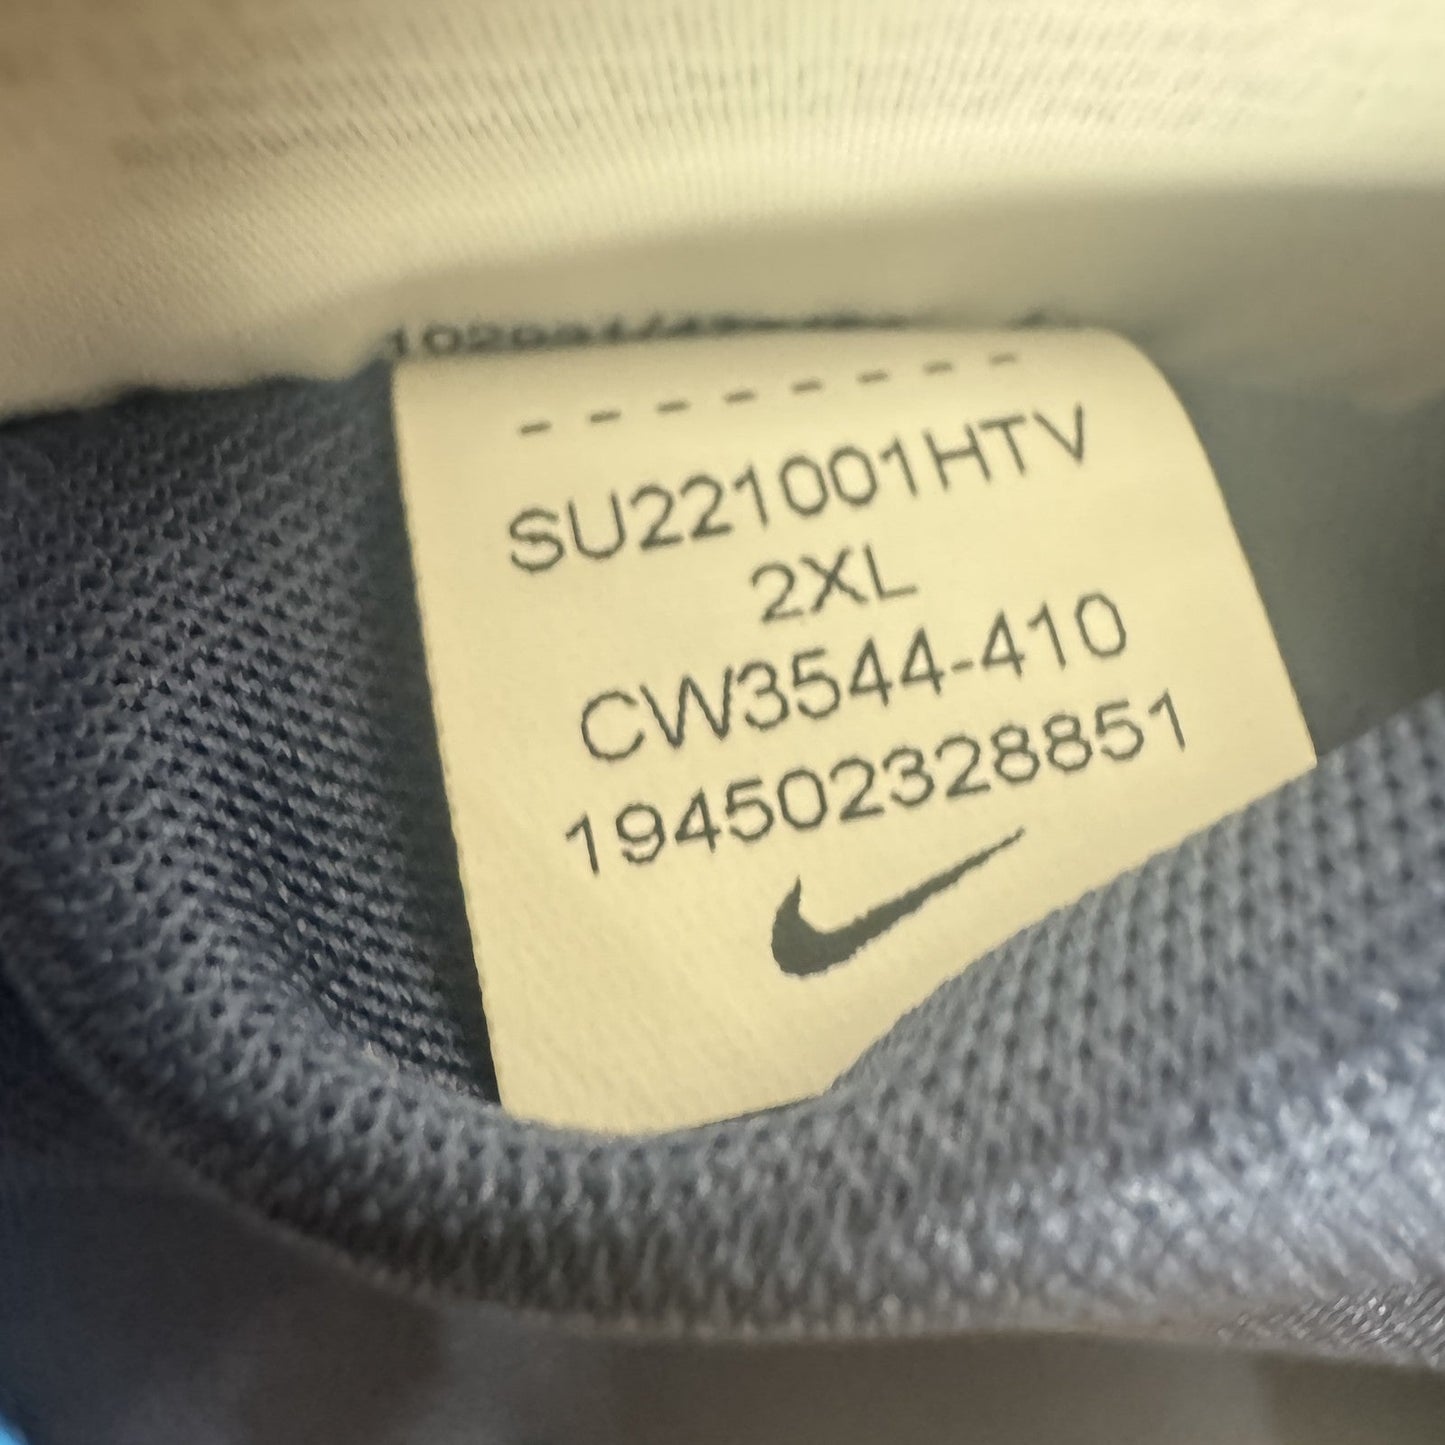 - - - - - - - -
SU221001HTV
2XL
CW3544-410
194502328851